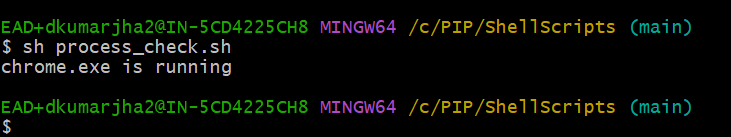 EAD+dkumarjha2@IN-5CD4225CH8 MINGW64 /c/PIP/ShellScripts (main)
$ sh process_check.sh
chrome.exe is running
EAD+dkumarjha2@IN-5CD4225CH8 MINGW64 /c/PIP/ShellScripts (main)
$